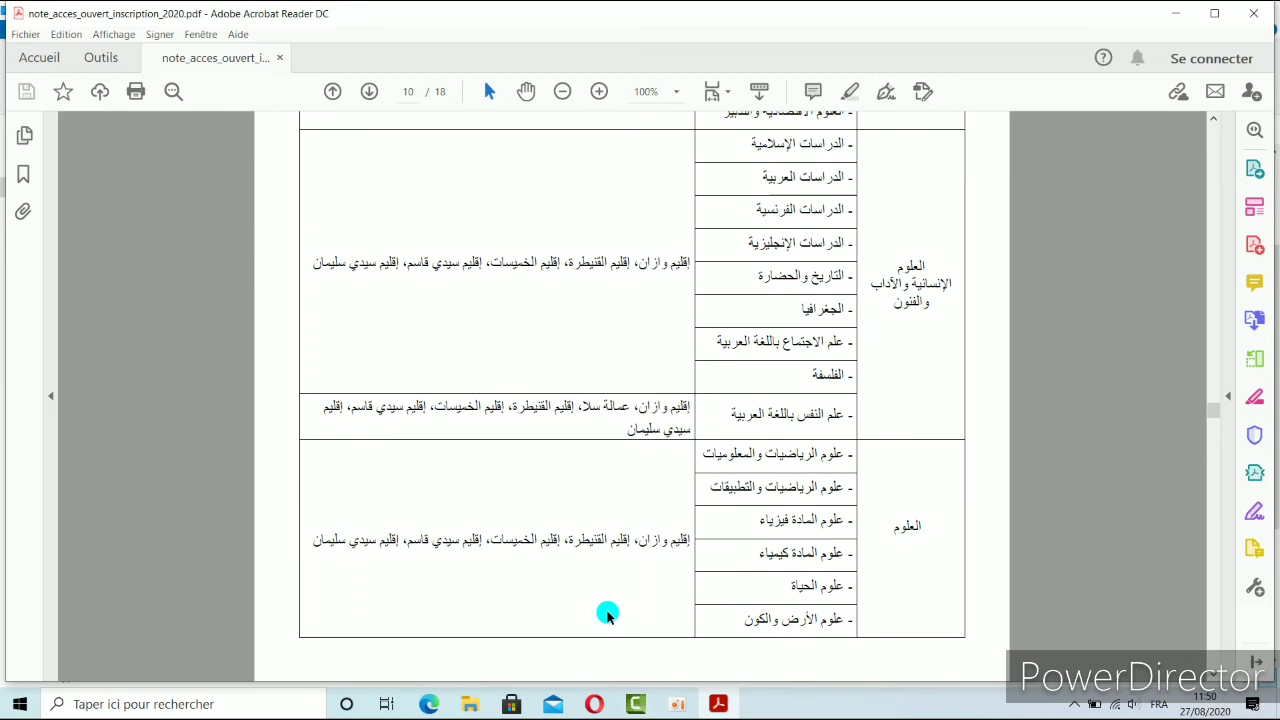 note_acces_ouvert_inscription_2020.pdf - Adobe Acrobat Reader DC
Fichier Edition Affichage Signer Fenêtre Aide
Accueil Outils note_acces_ouvert_i... × Se connecter
10 / 18 100%
- العلوم الاقتصادية والتدبير
- الدراسات الإسلامية
- الدراسات العربية
- الدراسات الفرنسية
- الدراسات الإنجليزية
- التاريخ والحضارة
- الجغرافيا
- علم الاجتماع باللغة العربية
- الفلسفة
العلوم
الإنسانية والآداب
والفنون
إقليم وازان، إقليم القنيطرة، إقليم الخميسات، إقليم سيدي قاسم، إقليم سيدي سليمان
- علم النفس باللغة العربية
إقليم وازان، عمالة سلا، إقليم القنيطرة، إقليم الخميسات، إقليم سيدي قاسم، إقليم
سيدي سليمان
العلوم
- علوم الرياضيات والمعلوميات
- علوم الرياضيات والتطبيقات
- علوم المادة فيزياء
- علوم المادة كيمياء
- علوم الحياة
- علوم الأرض والكون
إقليم وازان، إقليم القنيطرة، إقليم الخميسات، إقليم سيدي قاسم، إقليم سيدي سليمان
PowerDirector
Taper ici pour rechercher
FRA
11:50
27/08/2020